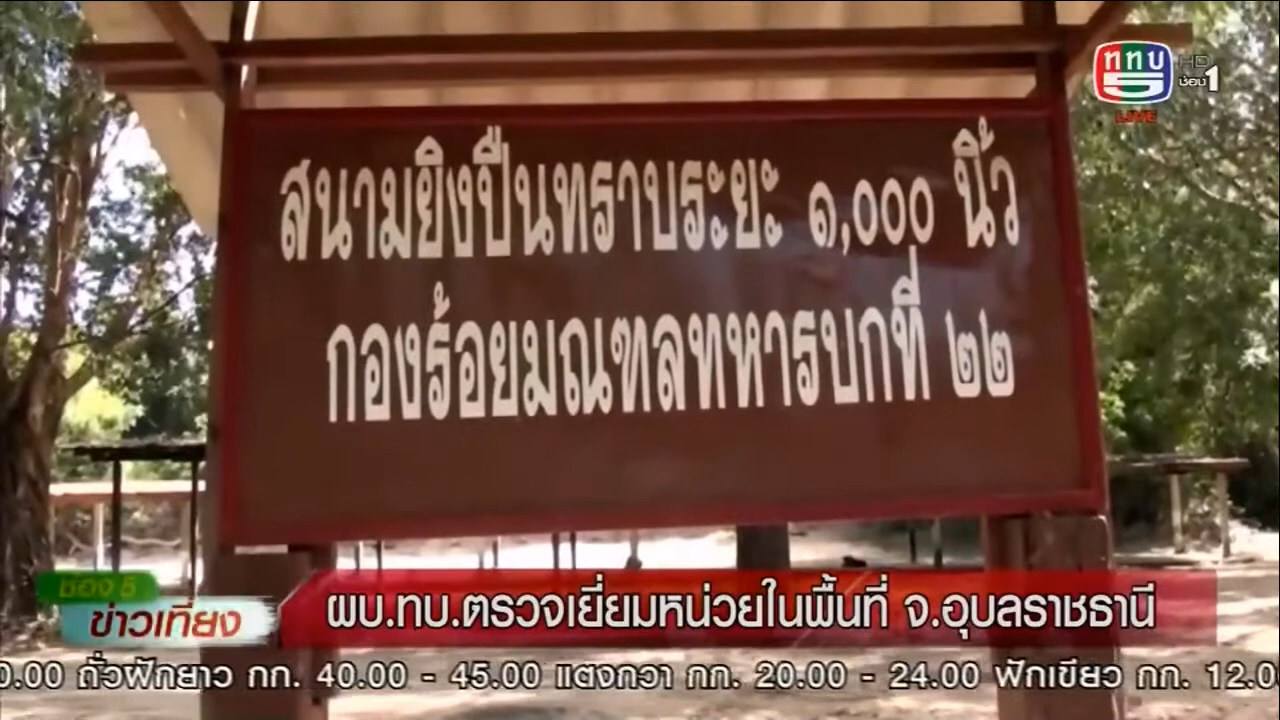 ททบ HD
5 ช่อง 1
LIVE
สนามยิงปืนทราบระยะ ๑,๐๐๐ นิ้ว
กองร้อยมณฑลทหารบกที่ ๒๒
ช่อง 5
ข่าวเที่ยง
ผบ.ทบ.ตรวจเยี่ยมหน่วยในพื้นที่ จ.อุบลราชธานี
0.00 ถั่วฝักยาว กก. 40.00 - 45.00 แตงกวา กก. 20.00 - 24.00 ฟักเขียว กก. 12.0